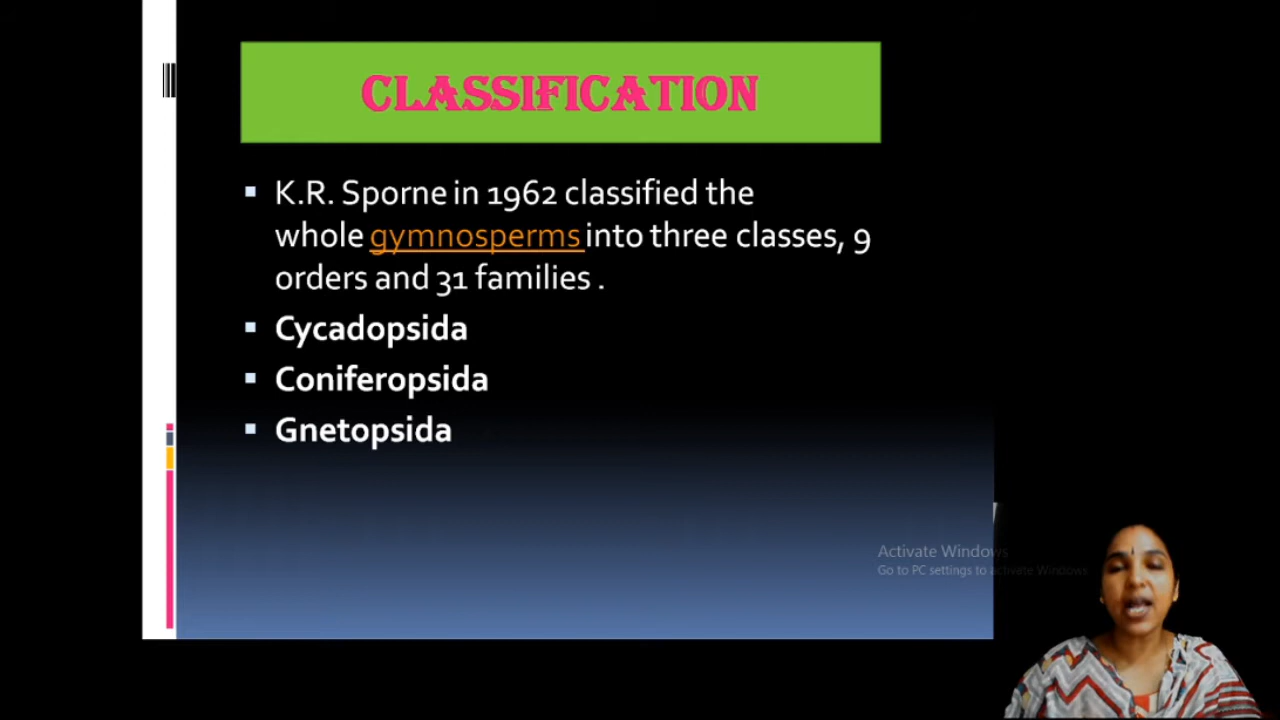 CLASSIFICATION
K.R. Sporne in 1962 classified the
whole gymnosperms into three classes, 9
orders and 31 families .
Cycadopsida
Coniferopsida
Gnetopsida
Activate Windows
Go to PC settings to activate Windows